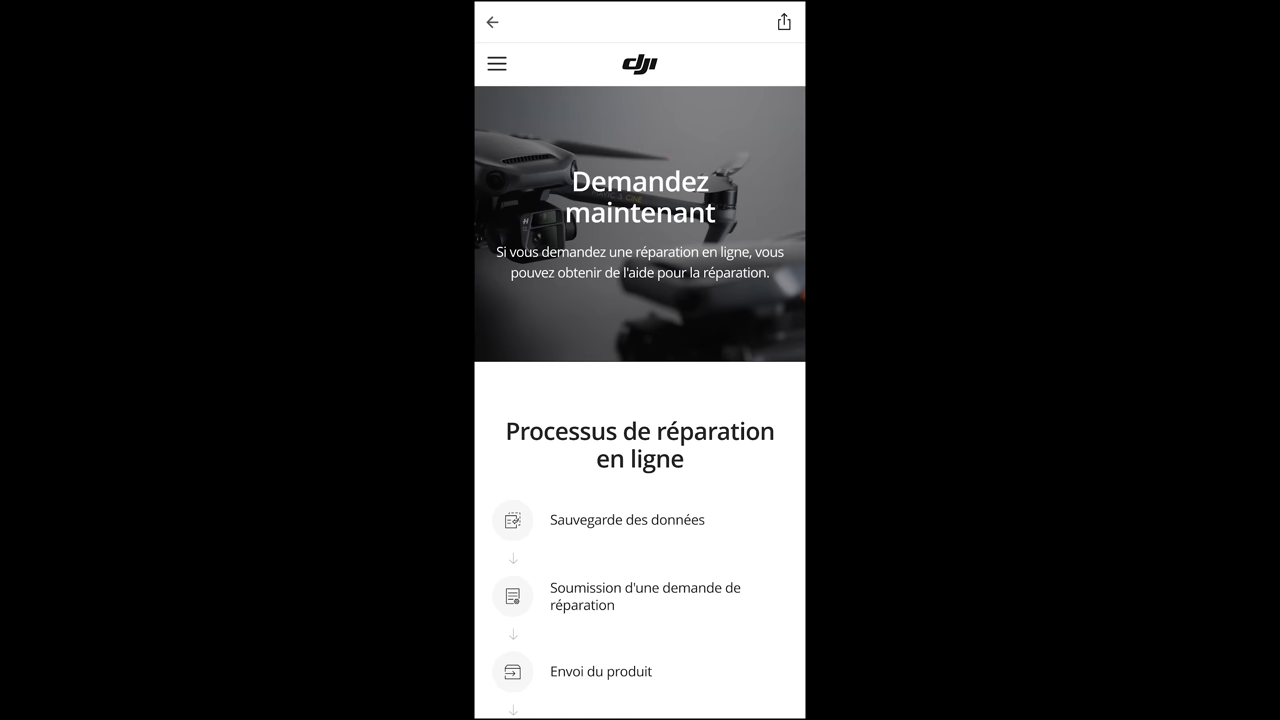 dji
Demandez
maintenant
Si vous demandez une réparation en ligne, vous
pouvez obtenir de l'aide pour la réparation.
Processus de réparation
en ligne
Sauvegarde des données
Soumission d'une demande de
réparation
Envoi du produit